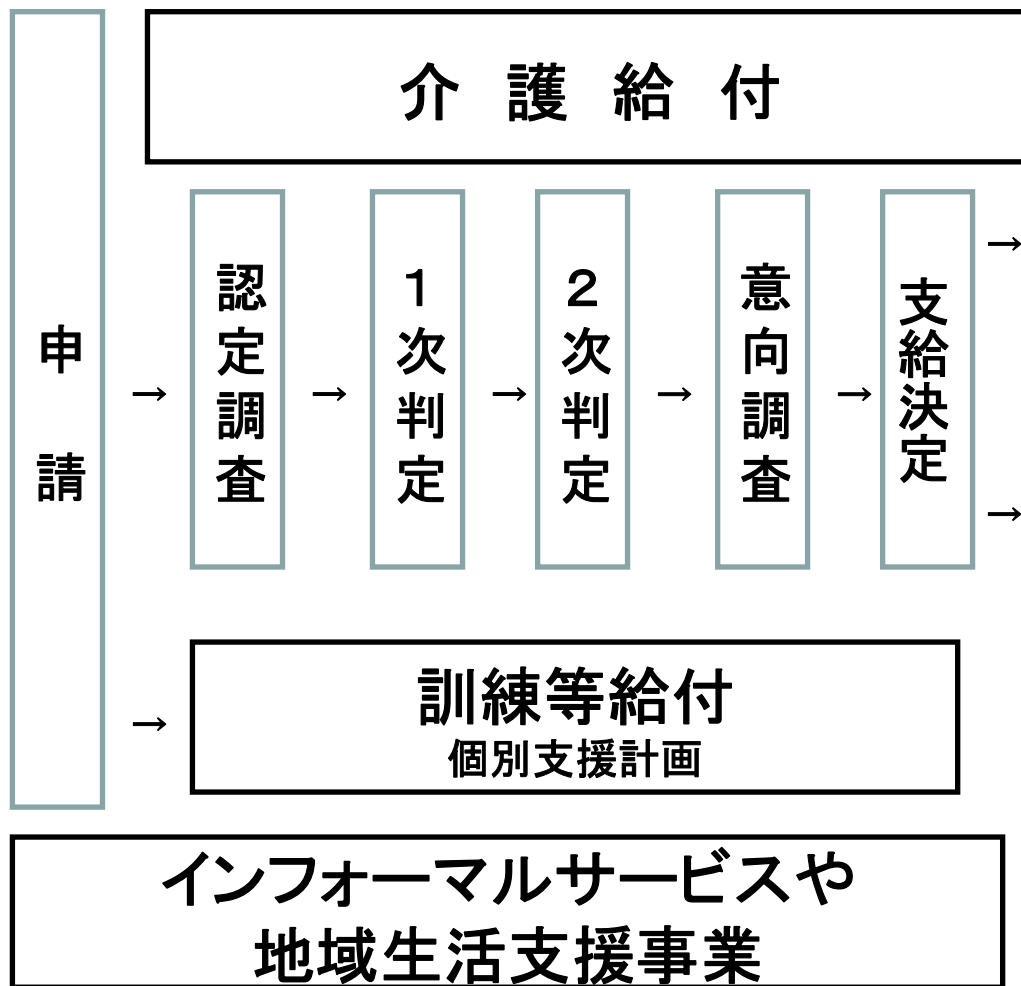 介護給付
申請
→
認定調査
→
1次判定
→
2次判定
→
意向調査
→
支給決定
→
→
→
訓練等給付
個別支援計画
インフォーマルサービスや
地域生活支援事業